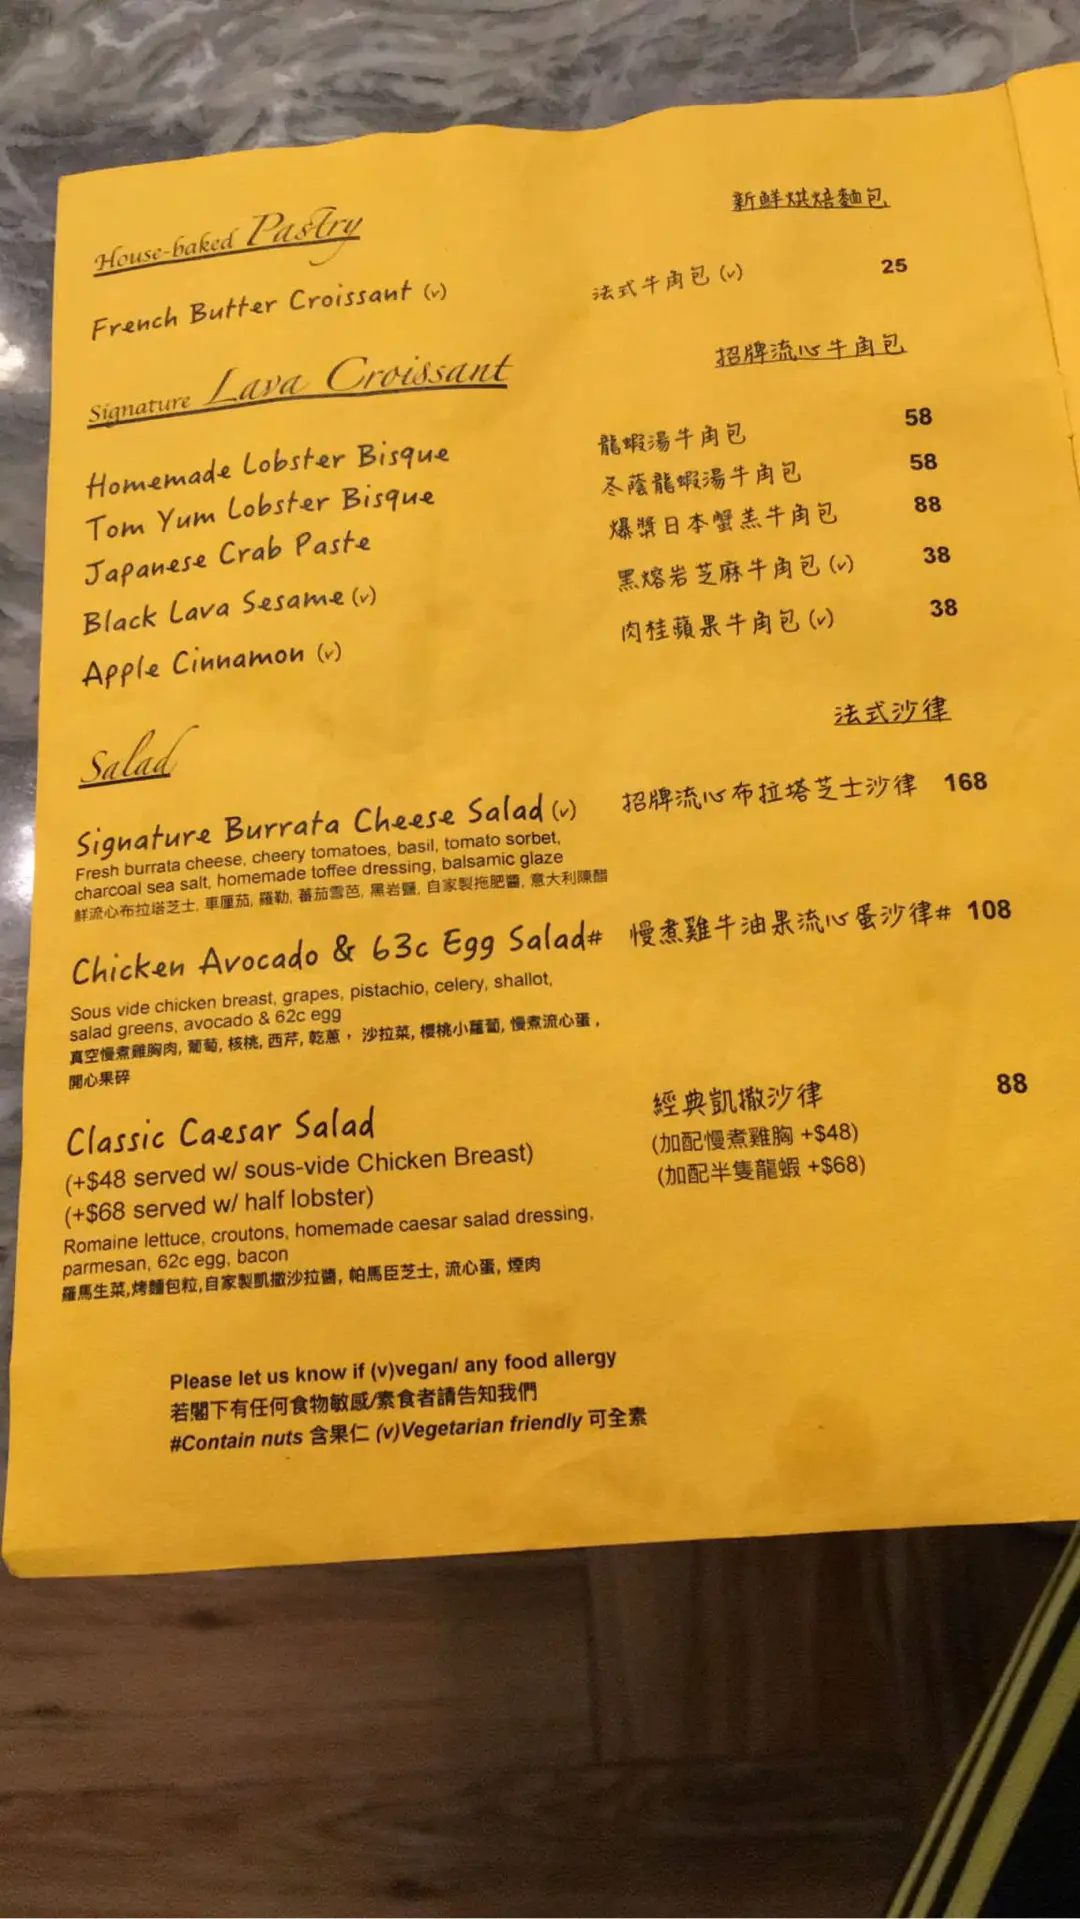 House-baked Pastry 新鮮烘焙麵包
French Butter Croissant (v) 法式牛角包 (v) 25
Signature Lava Croissant 招牌流心牛角包
Homemade Lobster Bisque 龍蝦湯牛角包 58
Tom Yum Lobster Bisque 冬蔭龍蝦湯牛角包 58
Japanese Crab Paste 爆漿日本蟹羔牛角包 88
Black Lava Sesame (v) 黑熔岩芝麻牛角包 (v) 38
Apple Cinnamon (v) 肉桂蘋果牛角包 (v) 38
Salad 法式沙律
Signature Burrata Cheese Salad (v) 招牌流心布拉塔芝士沙律 168
Fresh burrata cheese, cheery tomatoes, basil, tomato sorbet,
charcoal sea salt, homemade toffee dressing, balsamic glaze
鮮流心布拉塔芝士, 車厘茄, 羅勒, 蕃茄雪芭, 黑岩鹽, 自家製拖肥醬, 意大利陳醋
Chicken Avocado & 63c Egg Salad# 慢煮雞牛油果流心蛋沙律# 108
Sous vide chicken breast, grapes, pistachio, celery, shallot,
salad greens, avocado & 62c egg
真空慢煮雞胸肉, 葡萄, 核桃, 西芹, 乾蔥， 沙拉菜, 櫻桃小蘿蔔, 慢煮流心蛋 ,
開心果碎
Classic Caesar Salad 經典凱撒沙律 88
(+$48 served w/ sous-vide Chicken Breast) (加配慢煮雞胸 +$48)
(+$68 served w/ half lobster) (加配半隻龍蝦 +$68)
Romaine lettuce, croutons, homemade caesar salad dressing,
parmesan, 62c egg, bacon
羅馬生菜,烤麵包粒,自家製凱撒沙拉醬, 帕馬臣芝士, 流心蛋, 煙肉
Please let us know if (v)vegan/ any food allergy
若閣下有任何食物敏感/素食者請告知我們
#Contain nuts 含果仁 (v)Vegetarian friendly 可全素